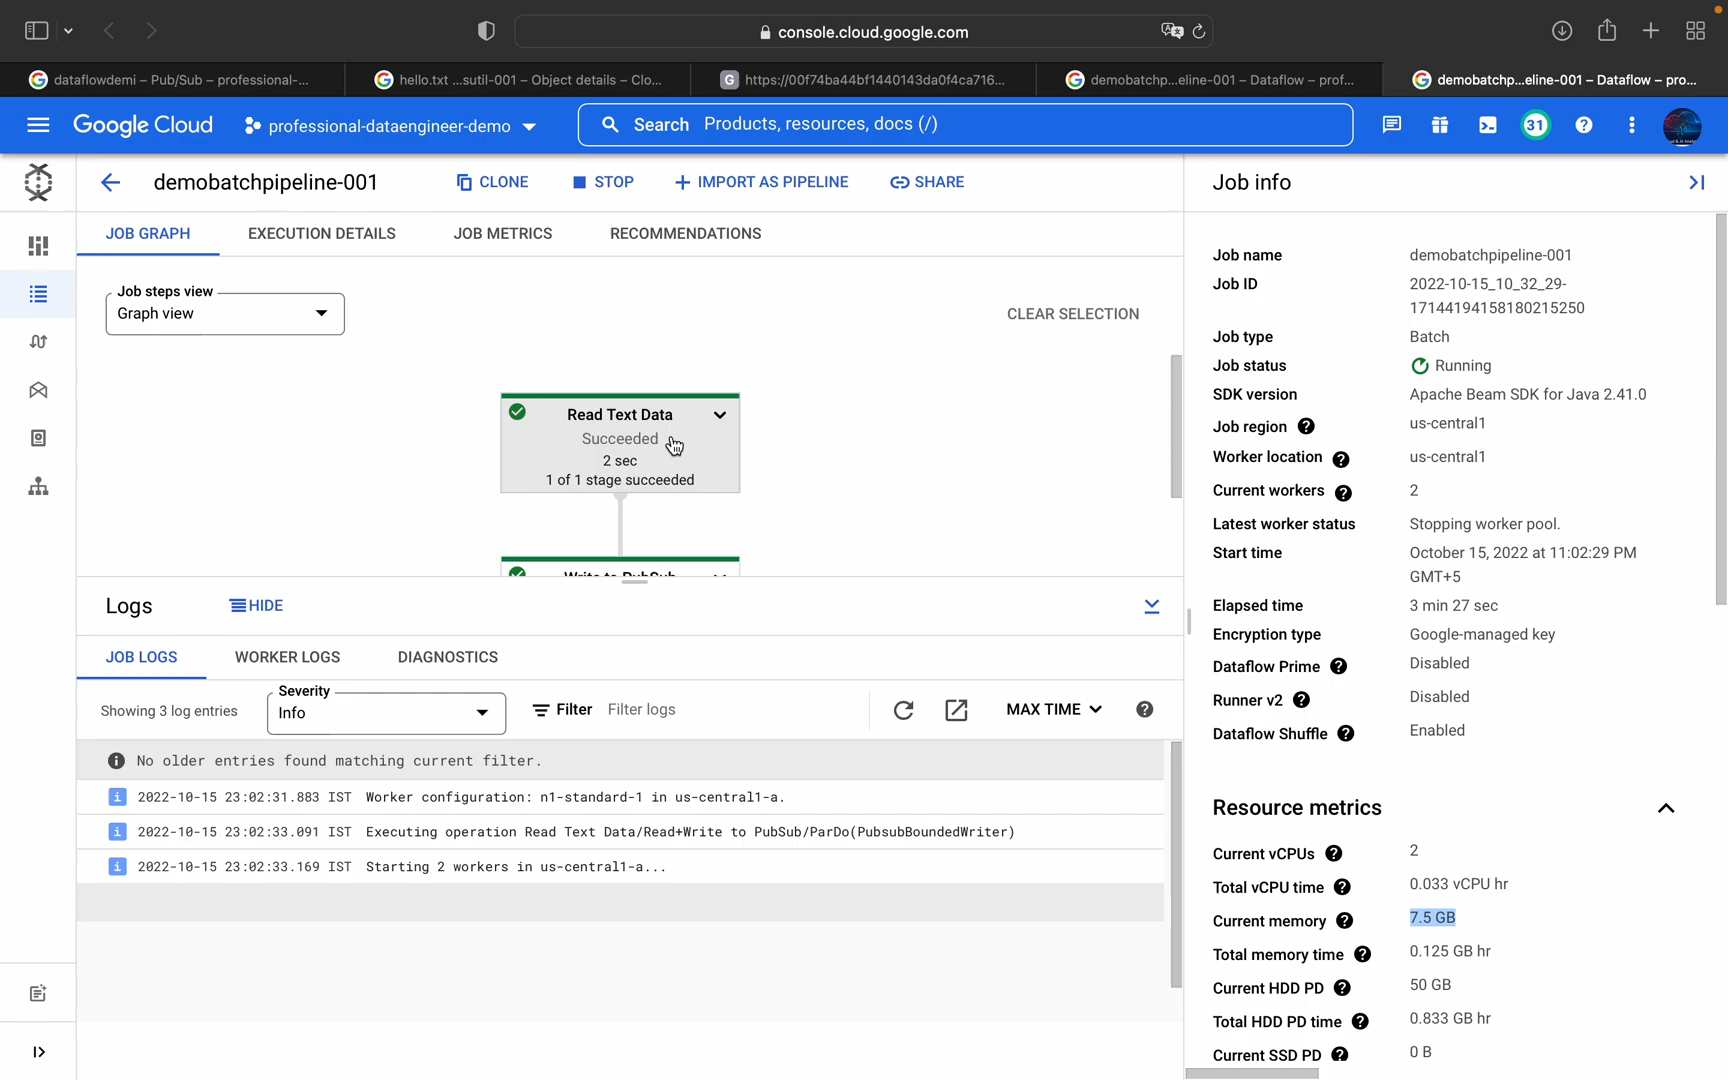 console.cloud.google.com
dataflowdemi – Pub/Sub – professional-...
hello.txt ...sutil-001 – Object details – Clo...
G https://00f74ba44bf1440143da0f4ca716...
demobatchp...eline-001 – Dataflow – prof...
demobatchp...eline-001 – Dataflow – pro...
Google Cloud
professional-dataengineer-demo
Search Products, resources, docs (/)
31
demobatchpipeline-001
CLONE
STOP
IMPORT AS PIPELINE
SHARE
Job info
JOB GRAPH
EXECUTION DETAILS
JOB METRICS
RECOMMENDATIONS
Job steps view
Graph view
CLEAR SELECTION
Read Text Data
Succeeded
2 sec
1 of 1 stage succeeded
Write to PubSub
Job name demobatchpipeline-001
Job ID 2022-10-15_10_32_29-
17144194158180215250
Job type Batch
Job status Running
SDK version Apache Beam SDK for Java 2.41.0
Job region us-central1
Worker location us-central1
Current workers 2
Latest worker status Stopping worker pool.
Start time October 15, 2022 at 11:02:29 PM
GMT+5
Elapsed time 3 min 27 sec
Encryption type Google-managed key
Dataflow Prime Disabled
Runner v2 Disabled
Dataflow Shuffle Enabled
Resource metrics
Current vCPUs 2
Total vCPU time 0.033 vCPU hr
Current memory 7.5 GB
Total memory time 0.125 GB hr
Current HDD PD 50 GB
Total HDD PD time 0.833 GB hr
Current SSD PD 0 B
Logs
HIDE
JOB LOGS
WORKER LOGS
DIAGNOSTICS
Showing 3 log entries
Severity
Info
Filter Filter logs
MAX TIME
No older entries found matching current filter.
i 2022-10-15 23:02:31.883 IST Worker configuration: n1-standard-1 in us-central1-a.
i 2022-10-15 23:02:33.091 IST Executing operation Read Text Data/Read+Write to PubSub/ParDo(PubsubBoundedWriter)
i 2022-10-15 23:02:33.169 IST Starting 2 workers in us-central1-a...